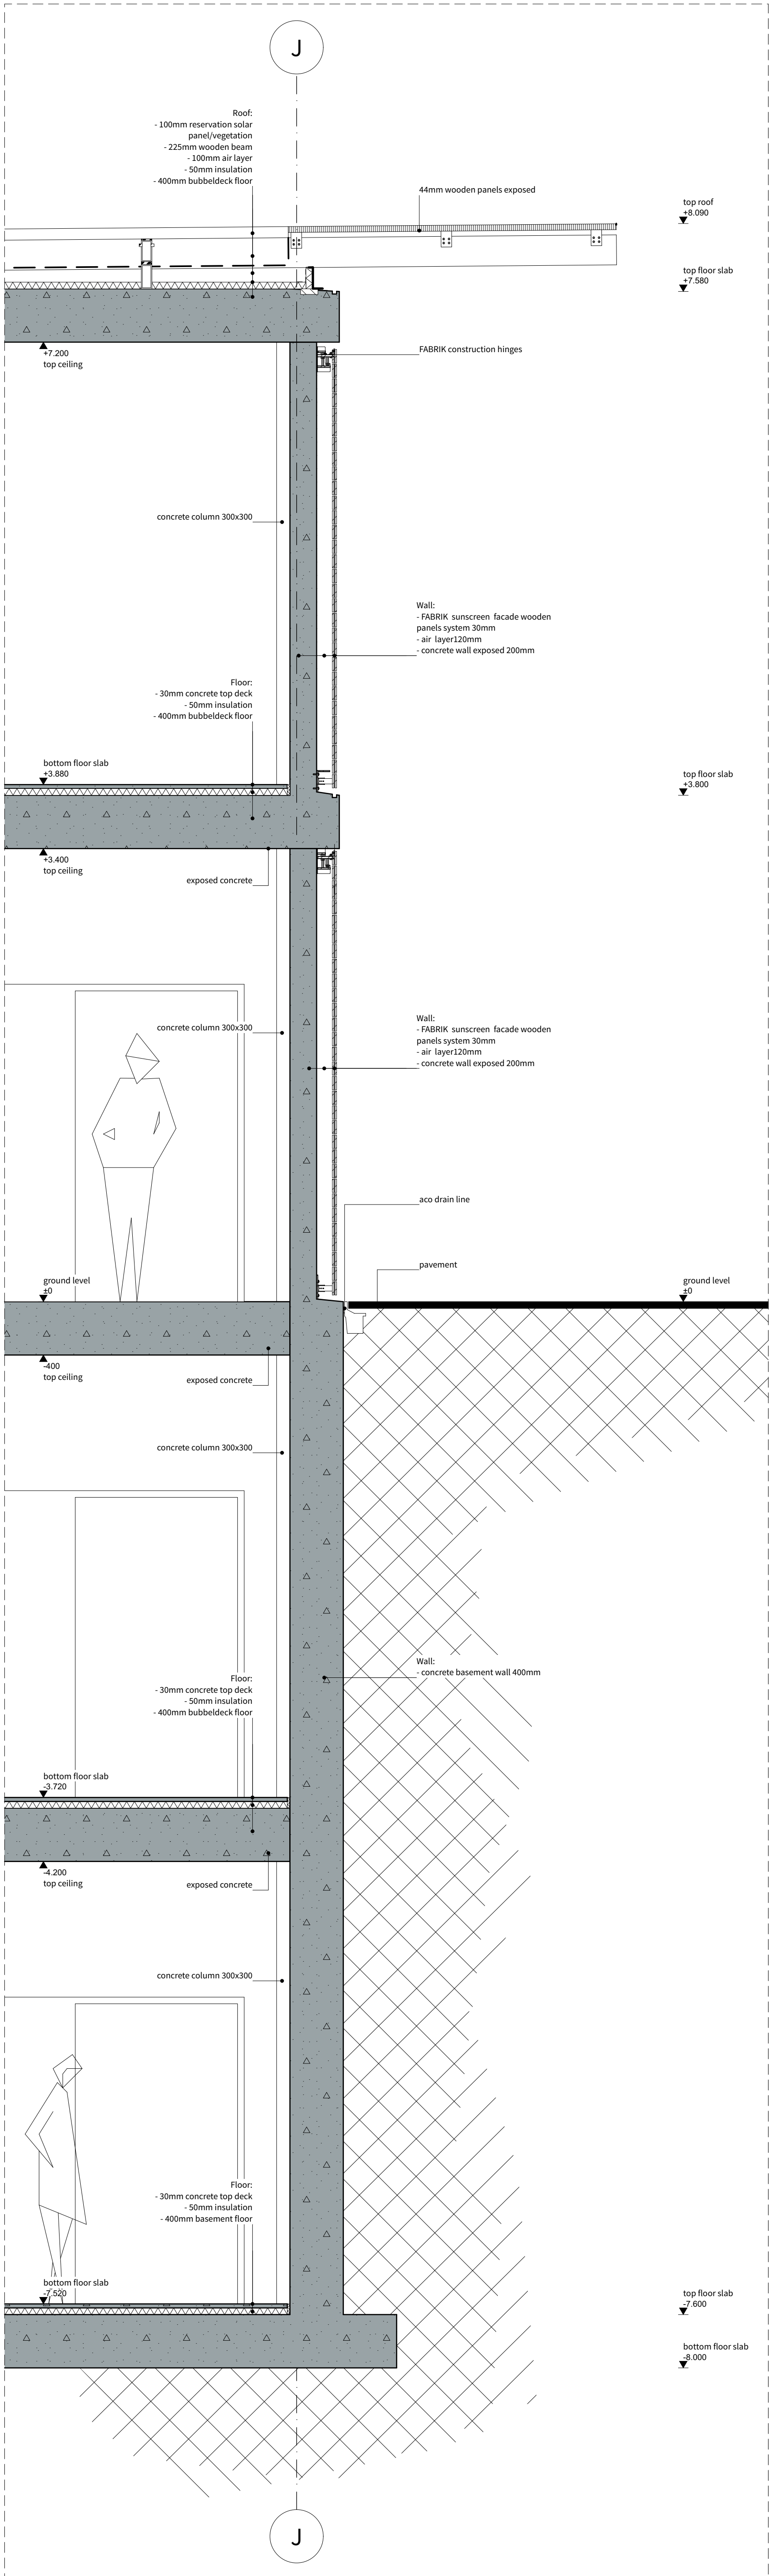 J
Roof:
- 100mm reservation solar
panel/vegetation
- 225mm wooden beam
- 100mm air layer
- 50mm insulation
- 400mm bubbeldeck floor
44mm wooden panels exposed
top roof
+8.090
top floor slab
+7.580
+7.200
top ceiling
FABRIK construction hinges
concrete column 300x300
Wall:
- FABRIK sunscreen facade wooden
panels system 30mm
- air layer120mm
- concrete wall exposed 200mm
Floor:
- 30mm concrete top deck
- 50mm insulation
- 400mm bubbeldeck floor
bottom floor slab
+3.880
top floor slab
+3.800
+3.400
top ceiling
exposed concrete
concrete column 300x300
Wall:
- FABRIK sunscreen facade wooden
panels system 30mm
- air layer120mm
- concrete wall exposed 200mm
aco drain line
pavement
ground level
±0
ground level
±0
-400
top ceiling
exposed concrete
concrete column 300x300
Wall:
- concrete basement wall 400mm
Floor:
- 30mm concrete top deck
- 50mm insulation
- 400mm bubbeldeck floor
bottom floor slab
-3.720
-4.200
top ceiling
exposed concrete
concrete column 300x300
Floor:
- 30mm concrete top deck
- 50mm insulation
- 400mm basement floor
bottom floor slab
-7.520
top floor slab
-7.600
bottom floor slab
-8.000
J